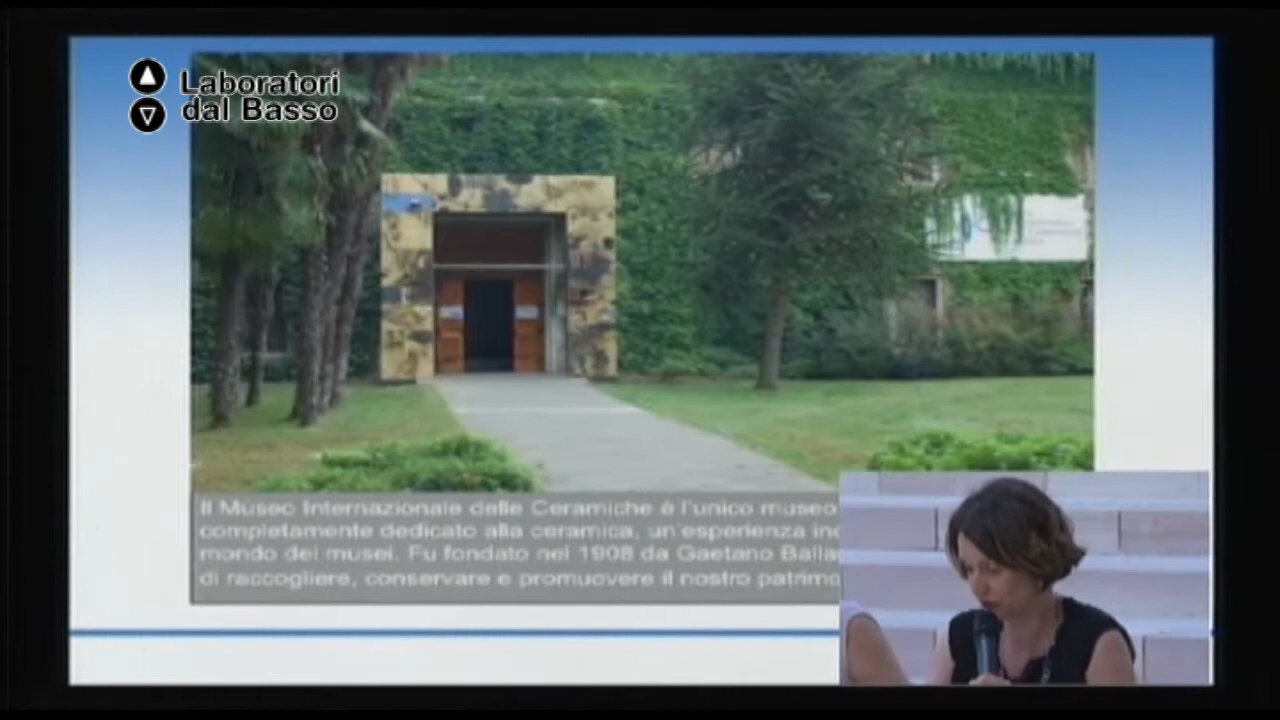 Laboratori
dal Basso
Il Museo Internazionale delle Ceramiche è l'unico museo
completamente dedicato alla ceramica, un'esperienza
mondo dei musei. Fu fondato nel 1908 da Gaetano
di raccogliere, conservare e promuovere il nostro